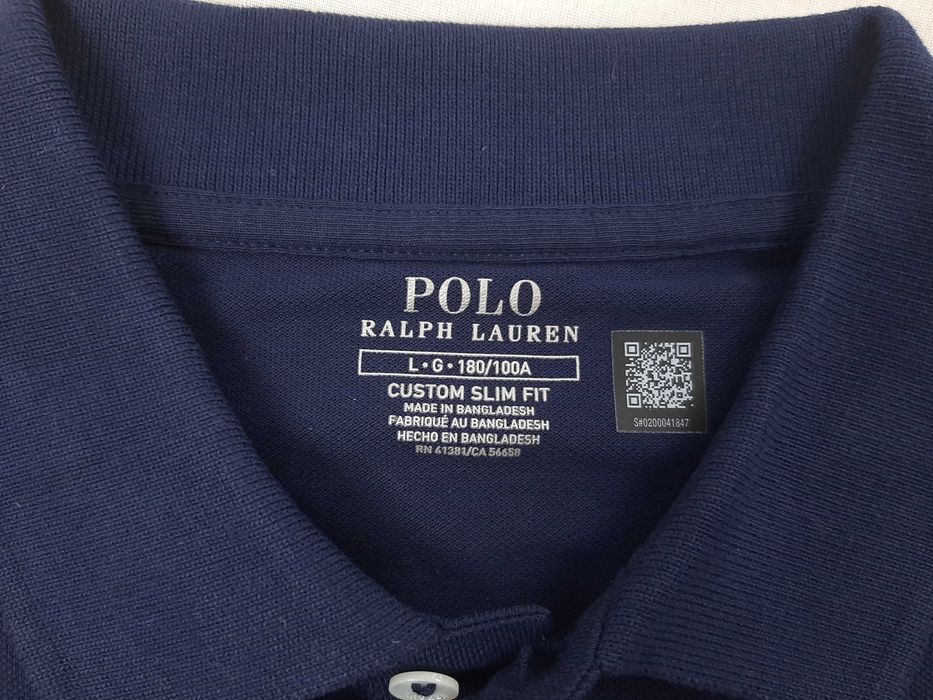 POLO
RALPH LAUREN
L•G•180/100A
CUSTOM SLIM FIT
MADE IN BANGLADESH
FABRIQUÉ AU BANGLADESH
HECHO EN BANGLADESH
RN 41381/CA 56658
S#0200041847